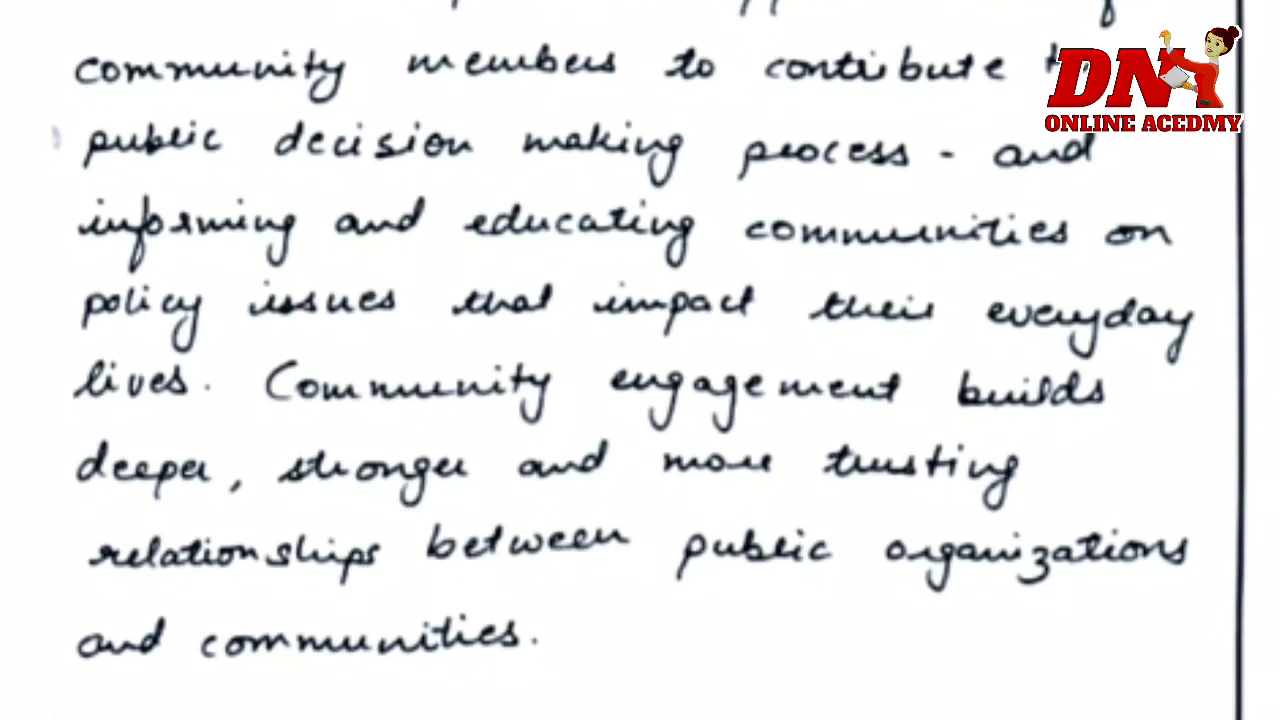 community members to contribute
public decision making process - and
informing and educating communities on
policy issues that impact their everyday
lives. Community engagement builds
deeper, stronger and more trusting
relationships between public organizations
and communities.
DN
ONLINE ACEDMY